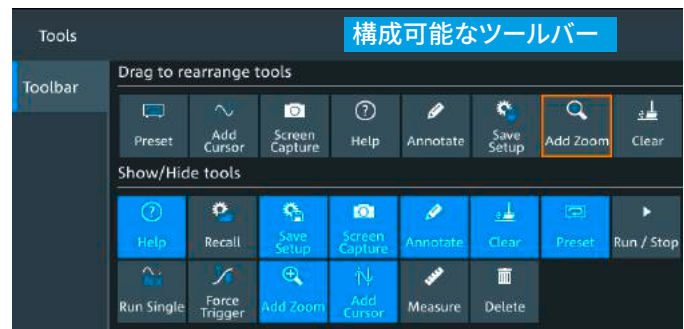 Tools
構成可能なツールバー
Toolbar
Drag to rearrange tools
Preset
Add
Cursor
Screen
Capture
Help
Annotate
Save
Setup
Add Zoom
Clear
Show/Hide tools
Help
Recall
Save
Setup
Screen
Capture
Annotate
Clear
Preset
Run / Stop
Run Single
Force
Trigger
Add Zoom
Add
Cursor
Measure
Delete